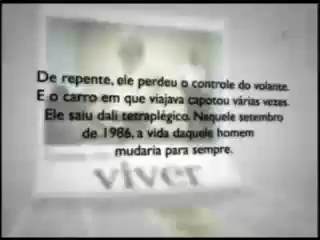 De repente, ele perdeu o controle do volante.
E o carro em que viajava capotou várias vezes.
Ele saiu dali tetraplégico. Naquele setembro
de 1986, a vida daquele homem
mudaria para sempre.
viver